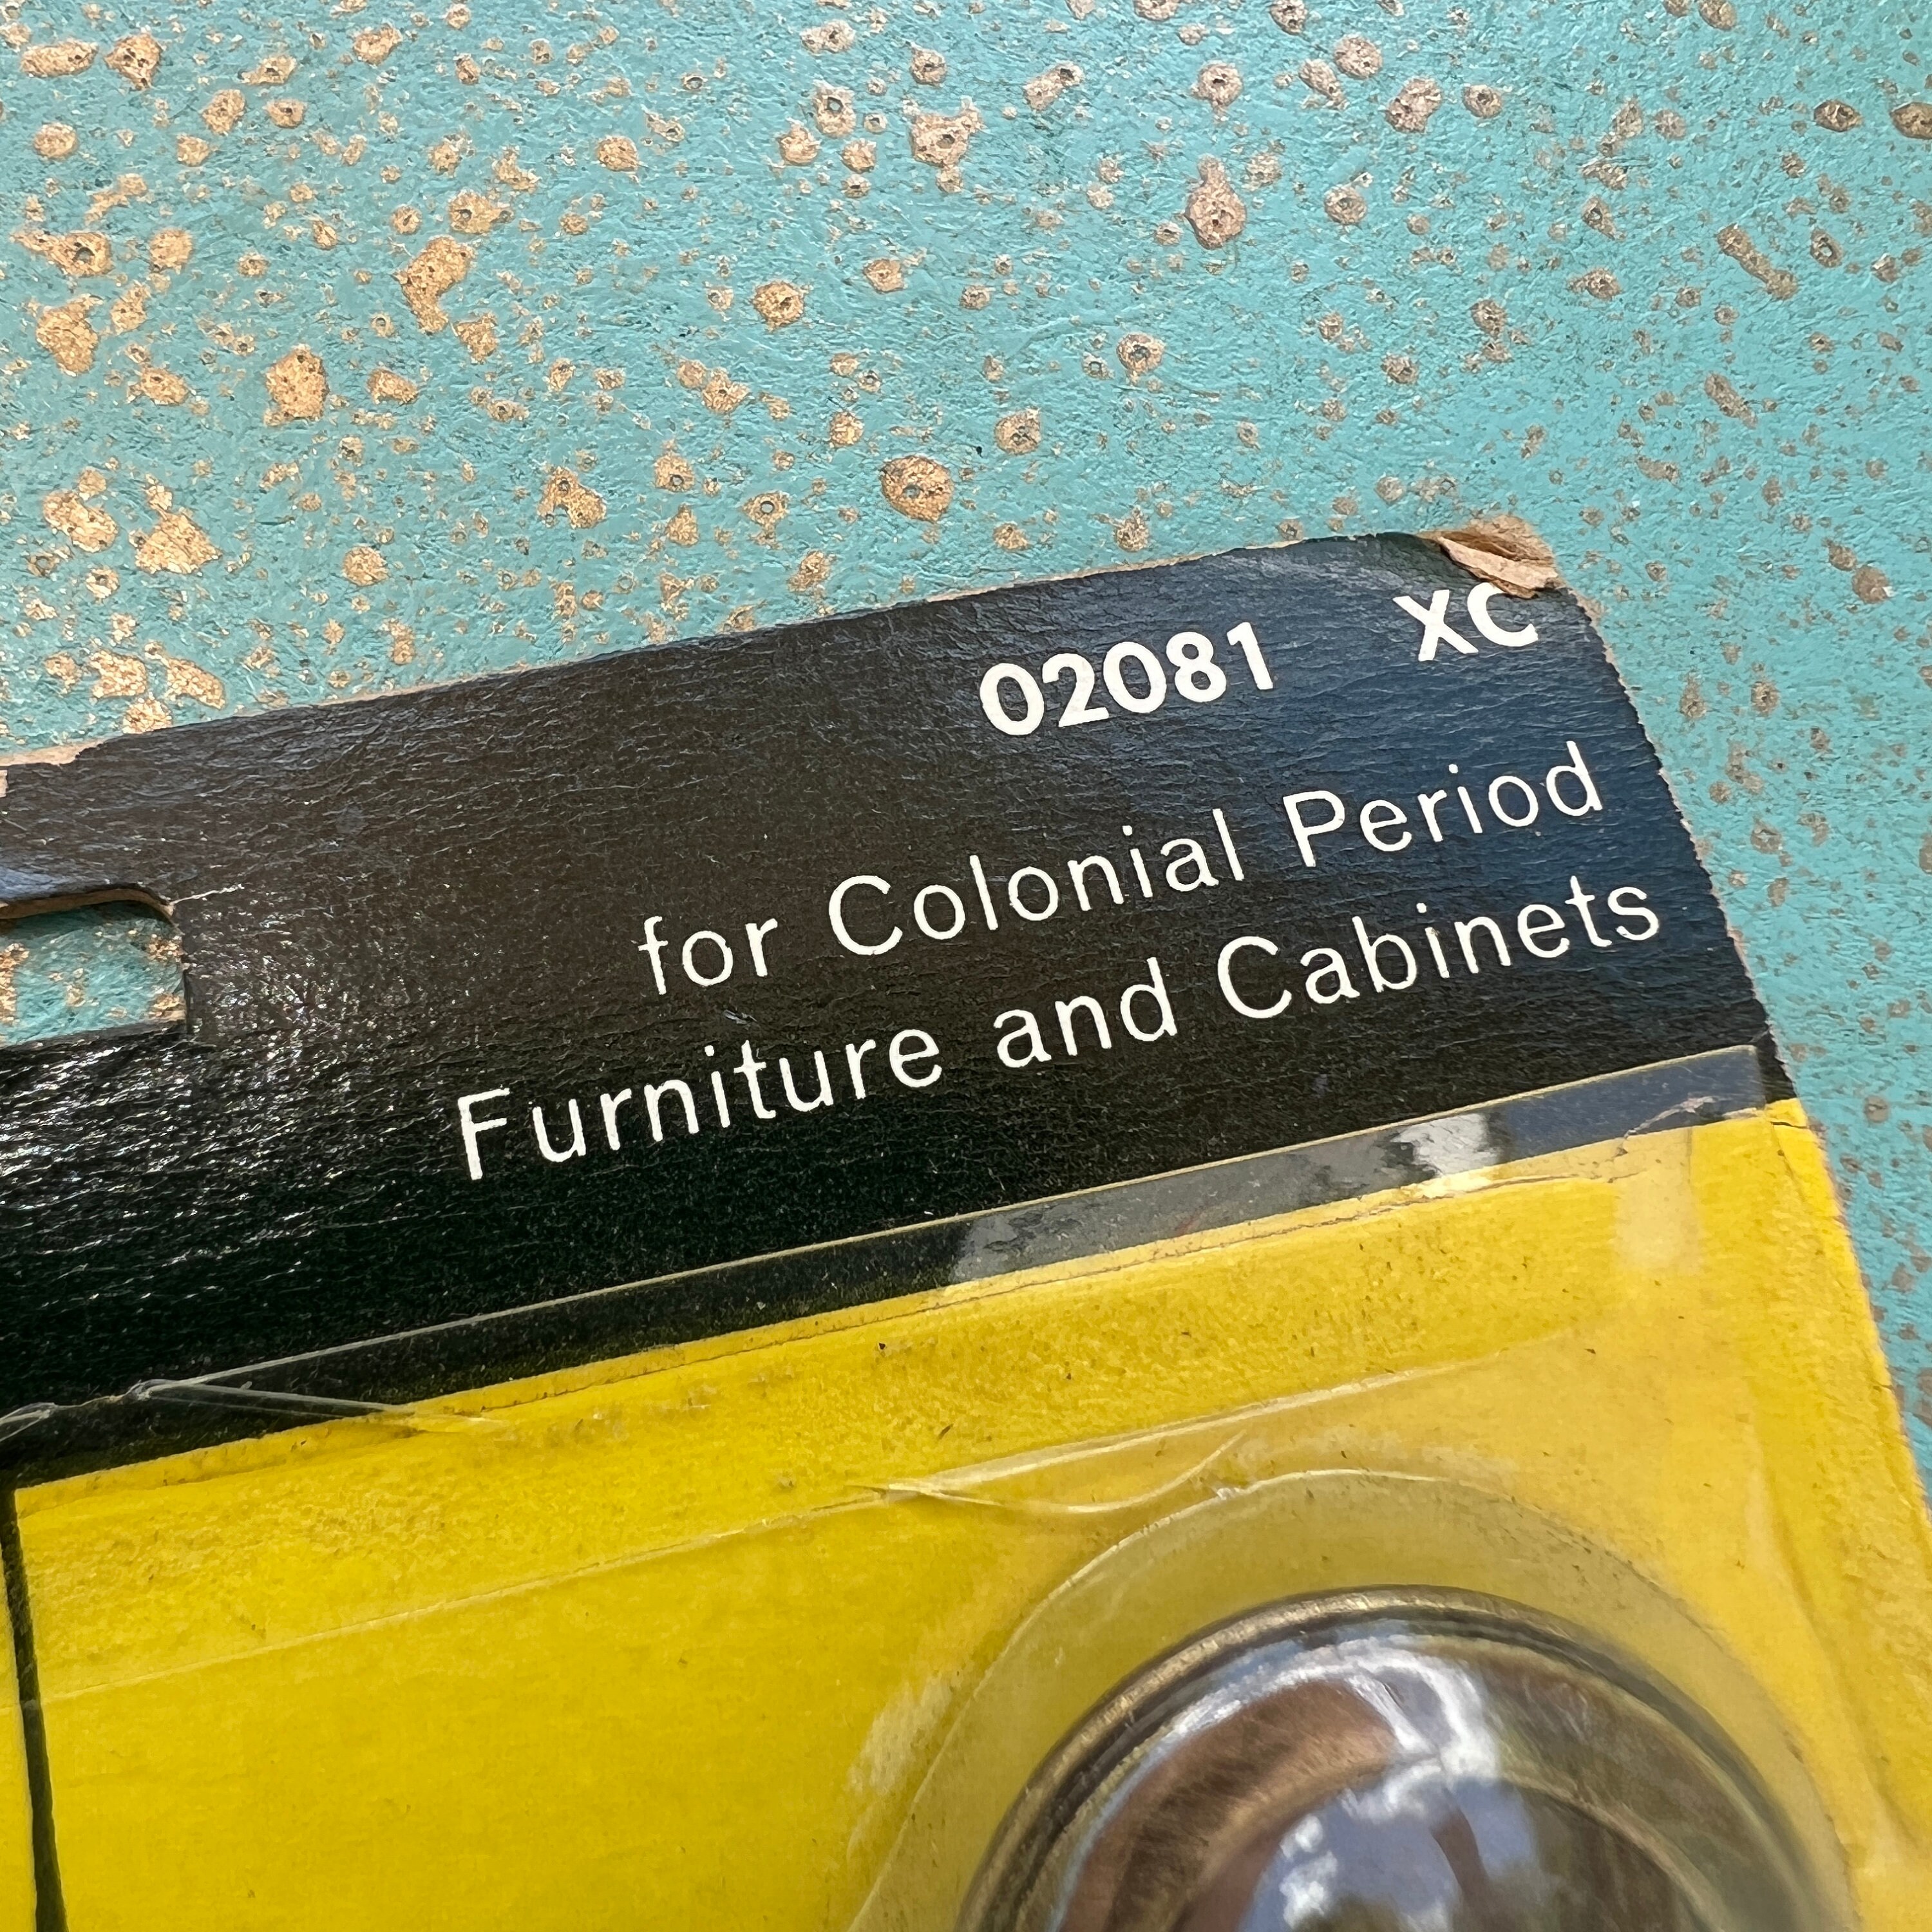 02081 XC
for Colonial Period
Furniture and Cabinets